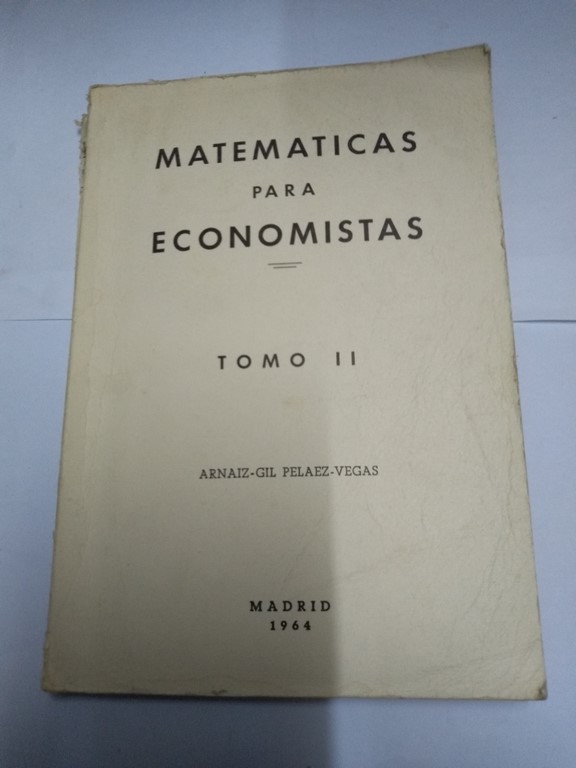 MATEMATICAS
PARA
ECONOMISTAS
TOMO II
ARNAIZ-GIL PELAEZ-VEGAS
MADRID
1964